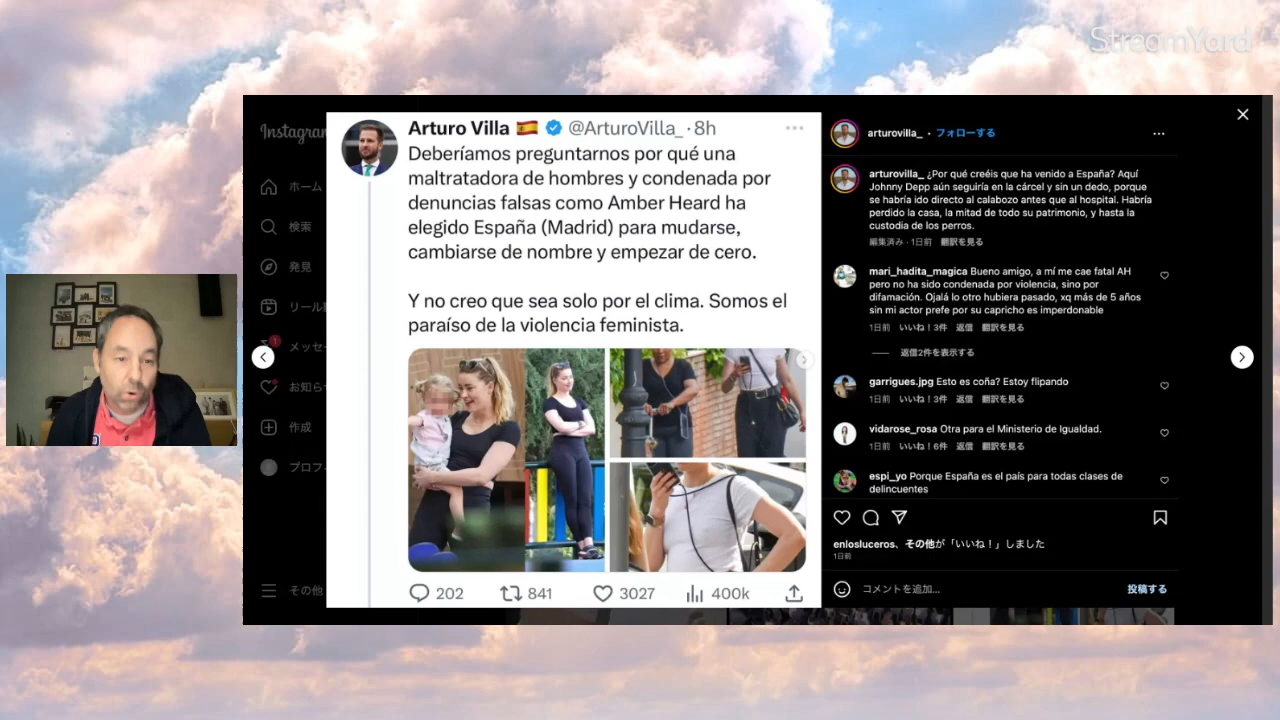 StreamYard
Instagram
ホーム
検索
発見
リール動
1
メッセ
お知ら
作成
プロフ
その他
Arturo Villa 🇪🇸 @ArturoVilla_ · 8h
Deberíamos preguntarnos por qué una
maltratadora de hombres y condenada por
denuncias falsas como Amber Heard ha
elegido España (Madrid) para mudarse,
cambiarse de nombre y empezar de cero.
Y no creo que sea solo por el clima. Somos el
paraíso de la violencia feminista.
202 841 3027 400k
arturovilla_ • フォローする
arturovilla_ ¿Por qué creéis que ha venido a España? Aquí
Johnny Depp aún seguiría en la cárcel y sin un dedo, porque
se habría ido directo al calabozo antes que al hospital. Habría
perdido la casa, la mitad de todo su patrimonio, y hasta la
custodia de los perros.
編集済み · 1日前 翻訳を見る
mari_hadita_magica Bueno amigo, a mí me cae fatal AH
pero no ha sido condenada por violencia, sino por
difamación. Ojalá lo otro hubiera pasado, xq más de 5 años
sin mi actor prefe por su capricho es imperdonable
1日前 いいね！3件 返信 翻訳を見る
返信2件を表示する
garrigues.jpg Esto es coña? Estoy flipando
1日前 いいね！3件 返信 翻訳を見る
vidarose_rosa Otra para el Ministerio de Igualdad.
1日前 いいね！6件 返信 翻訳を見る
espi_yo Porque España es el país para todas clases de
delincuentes
enlosluceros、その他が「いいね！」しました
1日前
コメントを追加... 投稿する